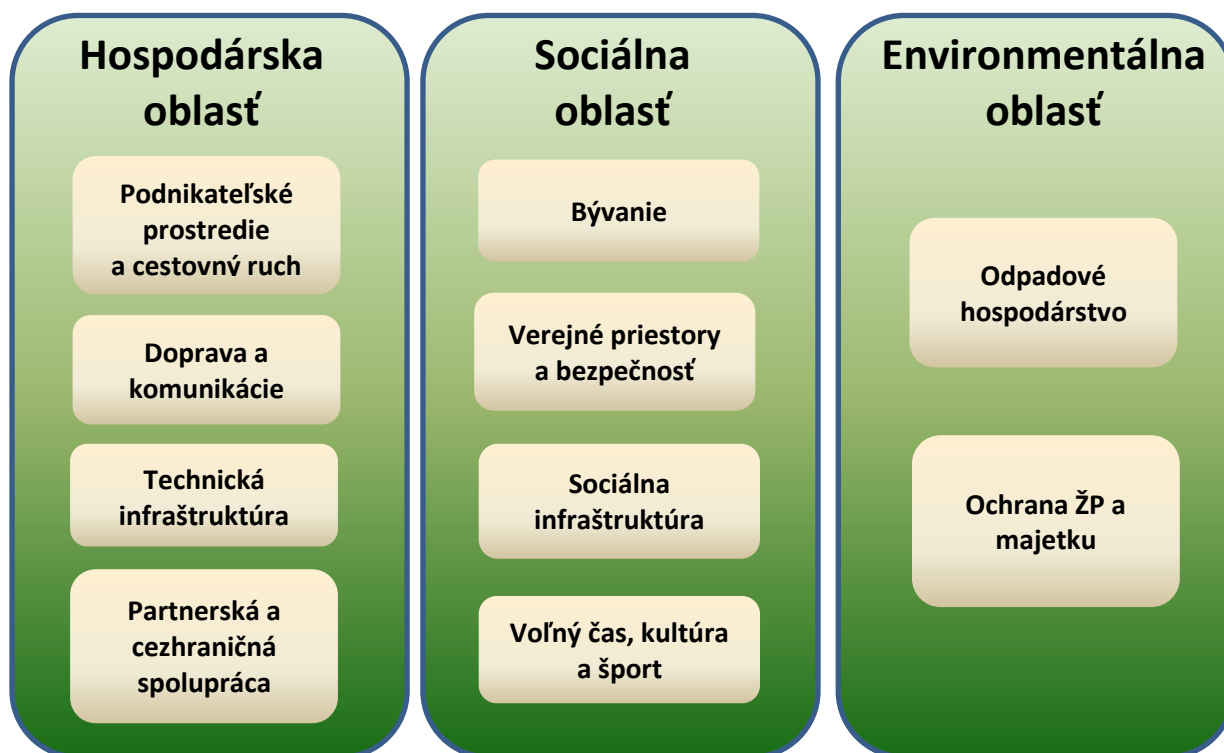 Hospodárska
oblasť
Podnikateľské
prostredie
a cestovný ruch
Doprava a
komunikácie
Technická
infraštruktúra
Partnerská a
cezhraničná
spolupráca
Sociálna
oblasť
Bývanie
Verejné priestory
a bezpečnosť
Sociálna
infraštruktúra
Voľný čas, kultúra
a šport
Environmentálna
oblasť
Odpadové
hospodárstvo
Ochrana ŽP a
majetku